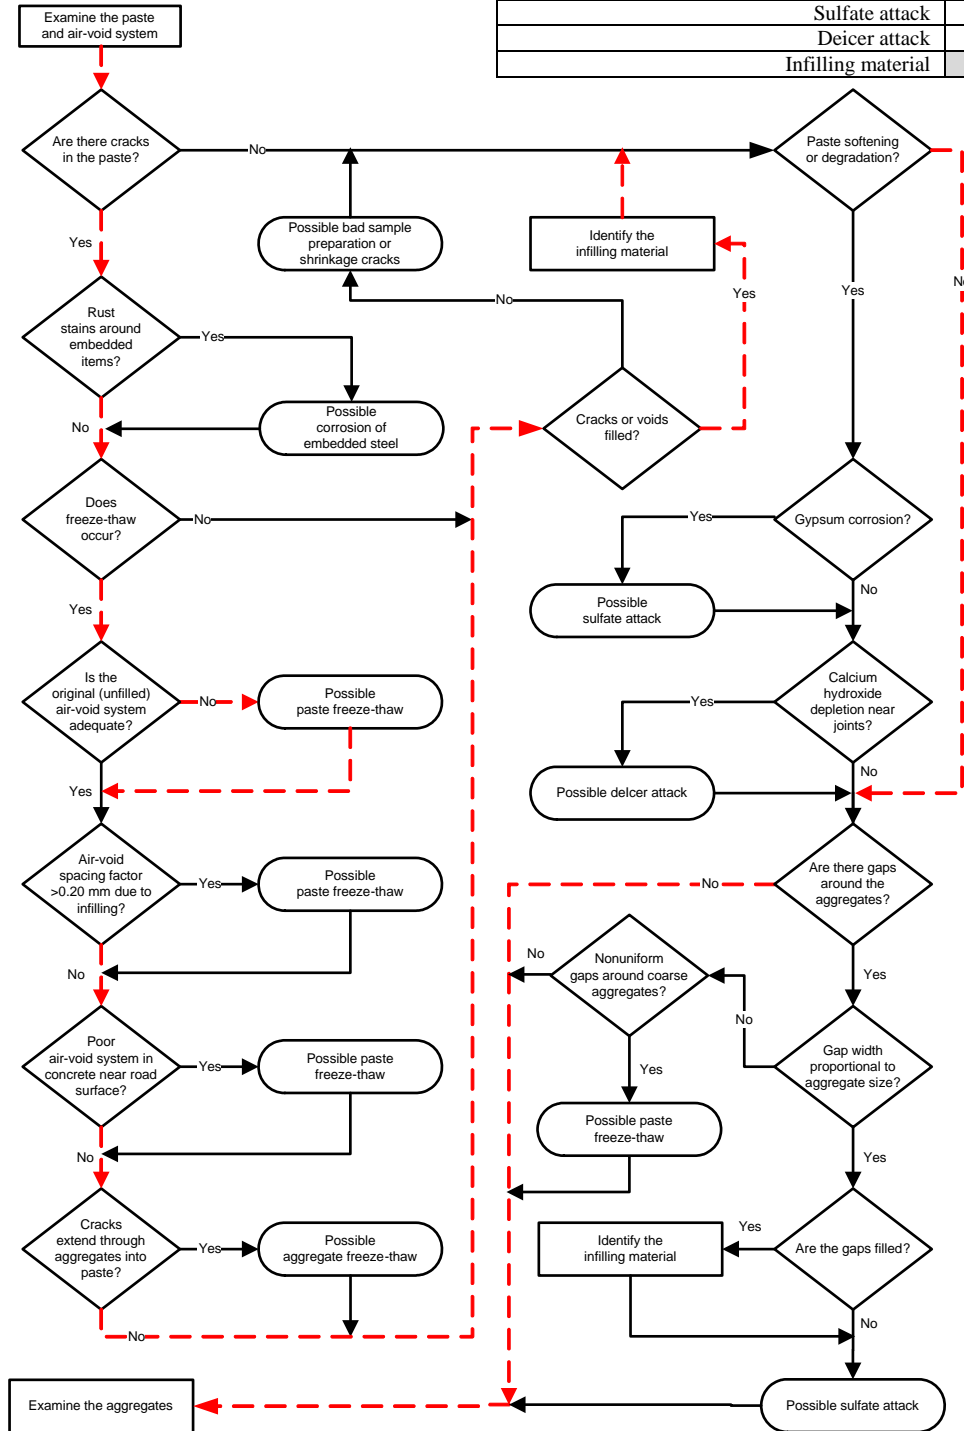 Examine the paste
and air-void system
Sulfate attack
Deicer attack
Infilling material
Are there cracks
in the paste?
No
Paste softening
or degradation?
Yes
Possible bad sample
preparation or
shrinkage cracks
Identify the
infilling material
No
Yes
No
Yes
Rust
stains around
embedded
items?
Yes
Possible
corrosion of
embedded steel
No
Cracks or voids
filled?
Does
freeze-thaw
occur?
No
Yes
Gypsum corrosion?
Yes
No
Possible
sulfate attack
Is the
original (unfilled)
air-void system
adequate?
No
Possible
paste freeze-thaw
Yes
Calcium
hydroxide
depletion near
joints?
Yes
No
Possible deIcer attack
Air-void
spacing factor
>0.20 mm due to
infilling?
Yes
Possible
paste freeze-thaw
No
Are there gaps
around the
aggregates?
No
Yes
Nonuniform
gaps around coarse
aggregates?
No
Yes
No
Gap width
proportional to
aggregate size?
Poor
air-void system in
concrete near road
surface?
Yes
Possible paste
freeze-thaw
No
Possible paste
freeze-thaw
Yes
Cracks
extend through
aggregates into
paste?
Yes
Possible
aggregate freeze-thaw
No
Identify the
infilling material
Yes
Are the gaps filled?
No
Examine the aggregates
Possible sulfate attack